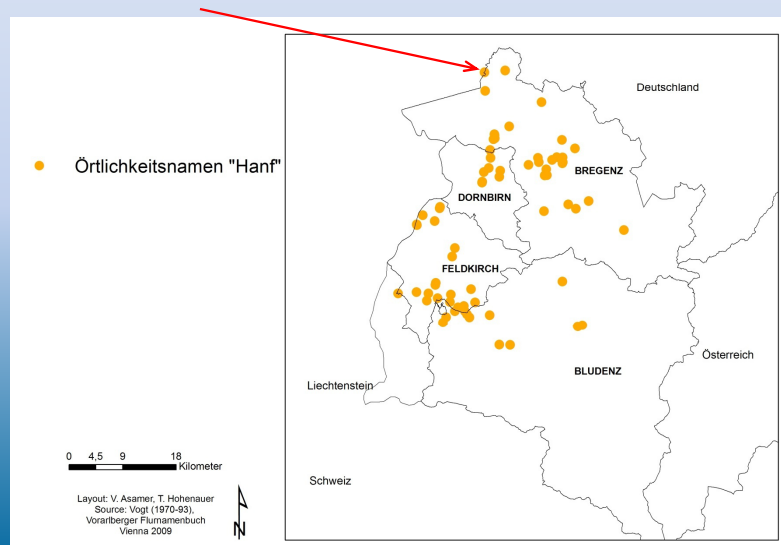 Deutschland
Örtlichkeitsnamen "Hanf"
BREGENZ
DORNBIRN
FELDKIRCH
Österreich
BLUDENZ
Liechtenstein
0 4,5 9 18
Kilometer
Schweiz
Layout: V. Asamer, T. Hohenauer
Source: Vogt (1970-93),
Vorarlberger Flurnamenbuch
Vienna 2009
N